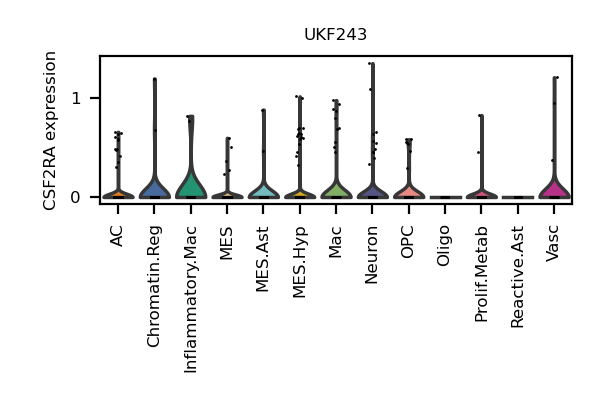 UKF243
CSF2RA expression
1
0
AC
Chromatin.Reg
Inflammatory.Mac
MES
MES.Ast
MES.Hyp
Mac
Neuron
OPC
Oligo
Prolif.Metab
Reactive.Ast
Vasc